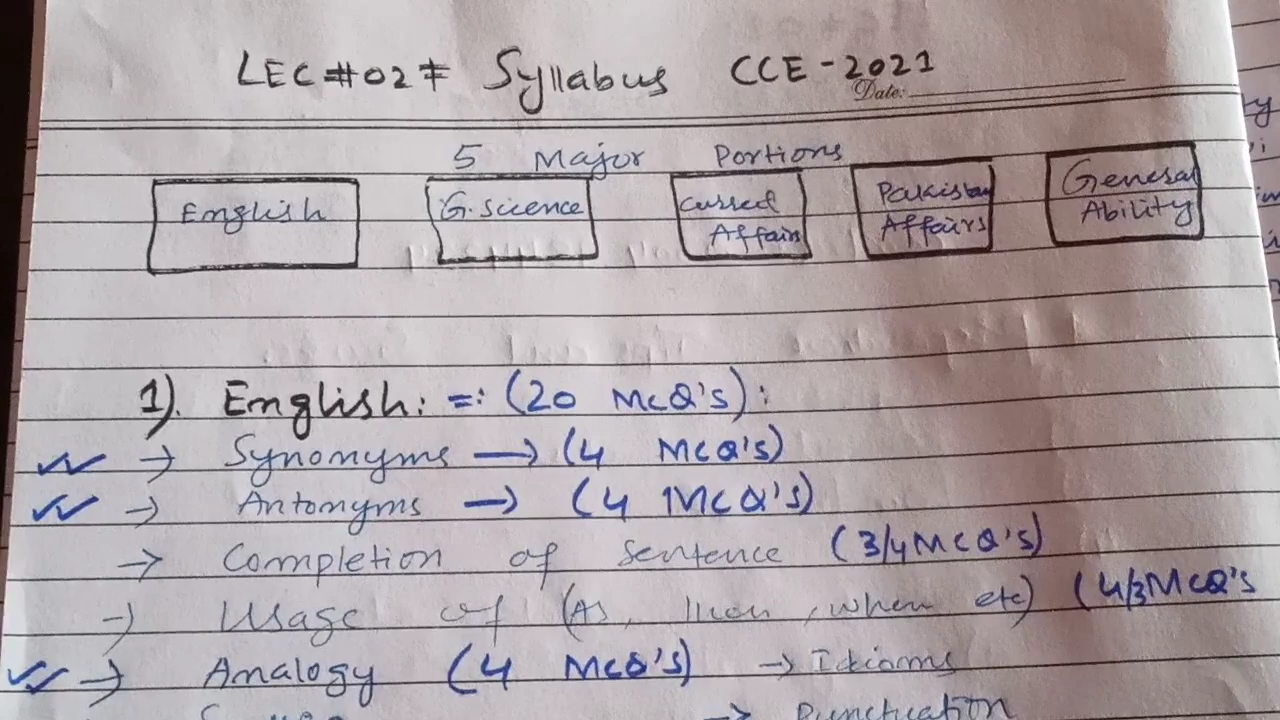 LEC #02 = Syllabus CCE - 2021
Date:
5 Major Portions
English
G. science
Current Affairs
Pakistan Affairs
General Ability
1). English: =: (20 McQ's):
→ Synonyms → (4 McQ's)
→ Antonyms → (4 McQ's)
→ Completion of sentence (3/4 McQ's)
→ Usage of (As, when etc) (4/3 McQ's
→ Analogy (4 McQ's) → Idioms
→ Punctuation